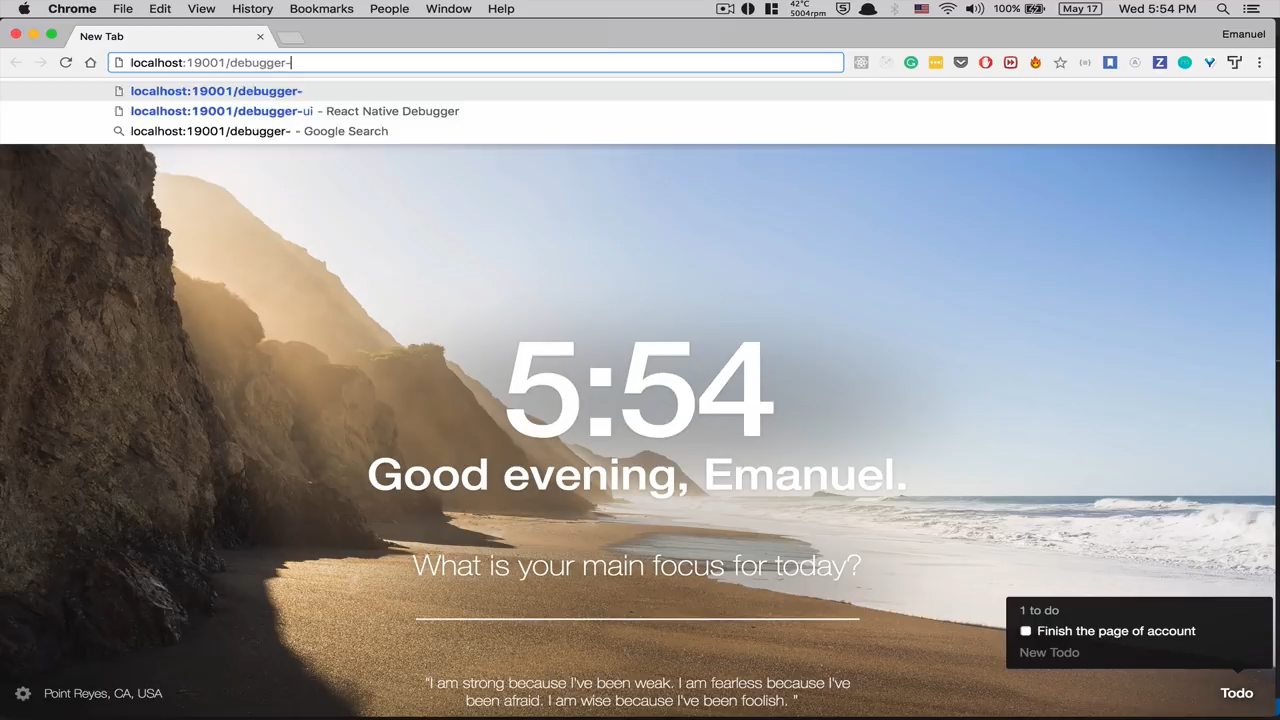 Chrome File Edit View History Bookmarks People Window Help 42°C 5004rpm 100% May 17 Wed 5:54 PM
New Tab Emanuel
localhost:19001/debugger-
localhost:19001/debugger-
localhost:19001/debugger-ui - React Native Debugger
localhost:19001/debugger- - Google Search
5:54
Good evening, Emanuel.
What is your main focus for today?
1 to do
Finish the page of account
New Todo
"I am strong because I've been weak. I am fearless because I've
been afraid. I am wise because I've been foolish. "
Point Reyes, CA, USA
Todo